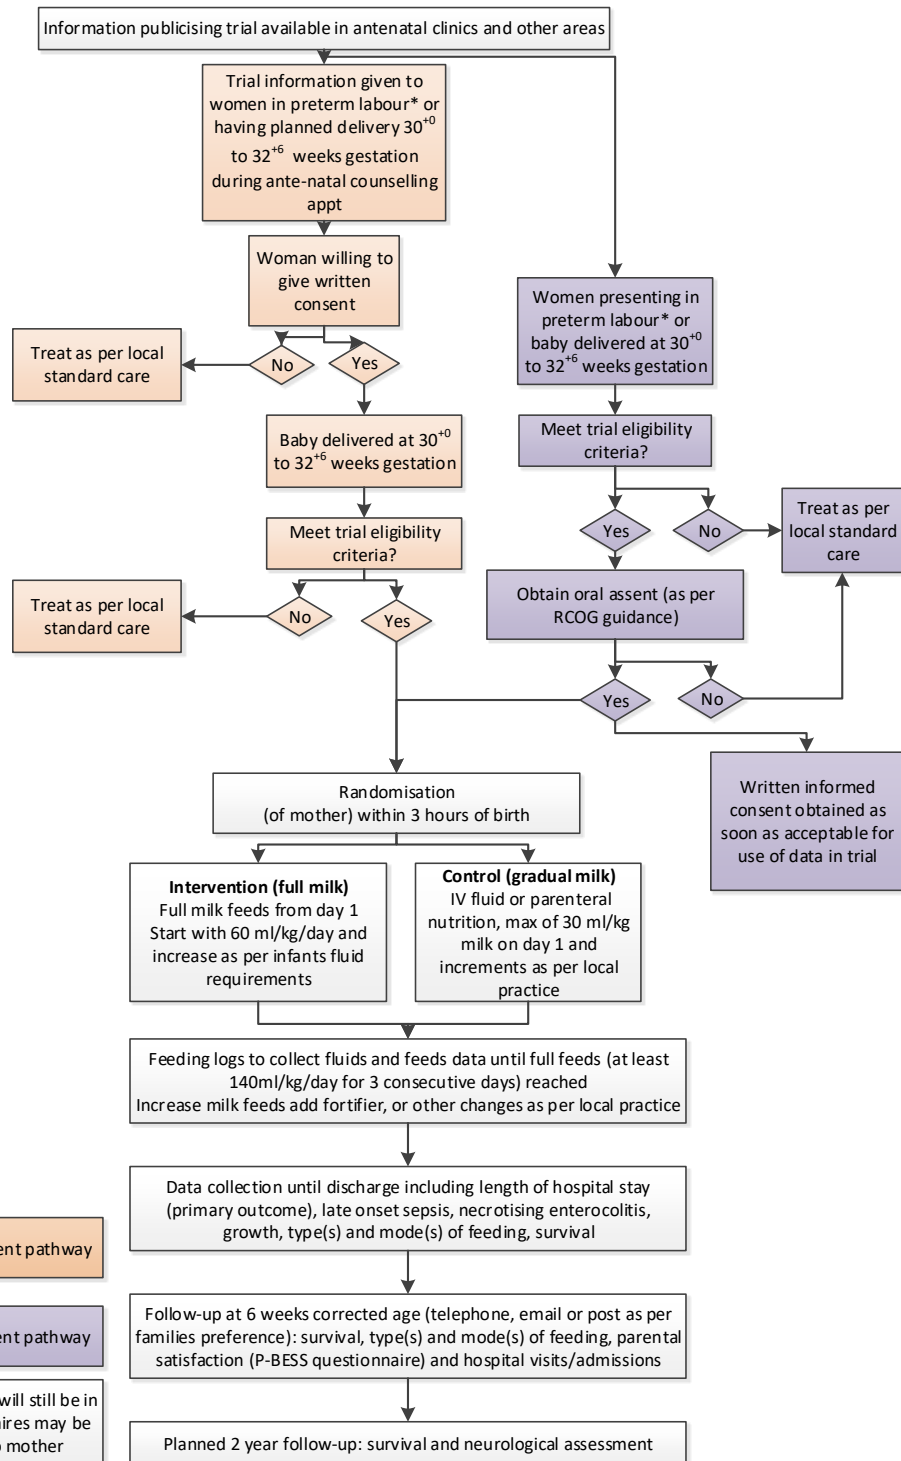 Information publicising trial available in antenatal clinics and other areas
Trial information given to
women in preterm labour* or
having planned delivery 30+0
to 32+6 weeks gestation
during ante-natal counselling
appt
Woman willing to
give written
consent
No
Yes
Treat as per local
standard care
Baby delivered at 30+0
to 32+6 weeks gestation
Meet trial eligibility
criteria?
No
Yes
Treat as per local
standard care
Women presenting in
preterm labour* or
baby delivered at 30+0
to 32+6 weeks gestation
Meet trial eligibility
criteria?
Yes
No
Treat as per
local standard
care
Obtain oral assent (as per
RCOG guidance)
Yes
No
Written informed
consent obtained as
soon as acceptable for
use of data in trial
Randomisation
(of mother) within 3 hours of birth
Intervention (full milk)
Full milk feeds from day 1
Start with 60 ml/kg/day and
increase as per infants fluid
requirements
Control (gradual milk)
IV fluid or parenteral
nutrition, max of 30 ml/kg
milk on day 1 and
increments as per local
practice
Feeding logs to collect fluids and feeds data until full feeds (at least
140ml/kg/day for 3 consecutive days) reached
Increase milk feeds add fortifier, or other changes as per local practice
Data collection until discharge including length of hospital stay
(primary outcome), late onset sepsis, necrotising enterocolitis,
growth, type(s) and mode(s) of feeding, survival
Follow-up at 6 weeks corrected age (telephone, email or post as per
families preference): survival, type(s) and mode(s) of feeding, parental
satisfaction (P-BESS questionnaire) and hospital visits/admissions
Planned 2 year follow-up: survival and neurological assessment
pathway
pathway
will still be in
may be
mother